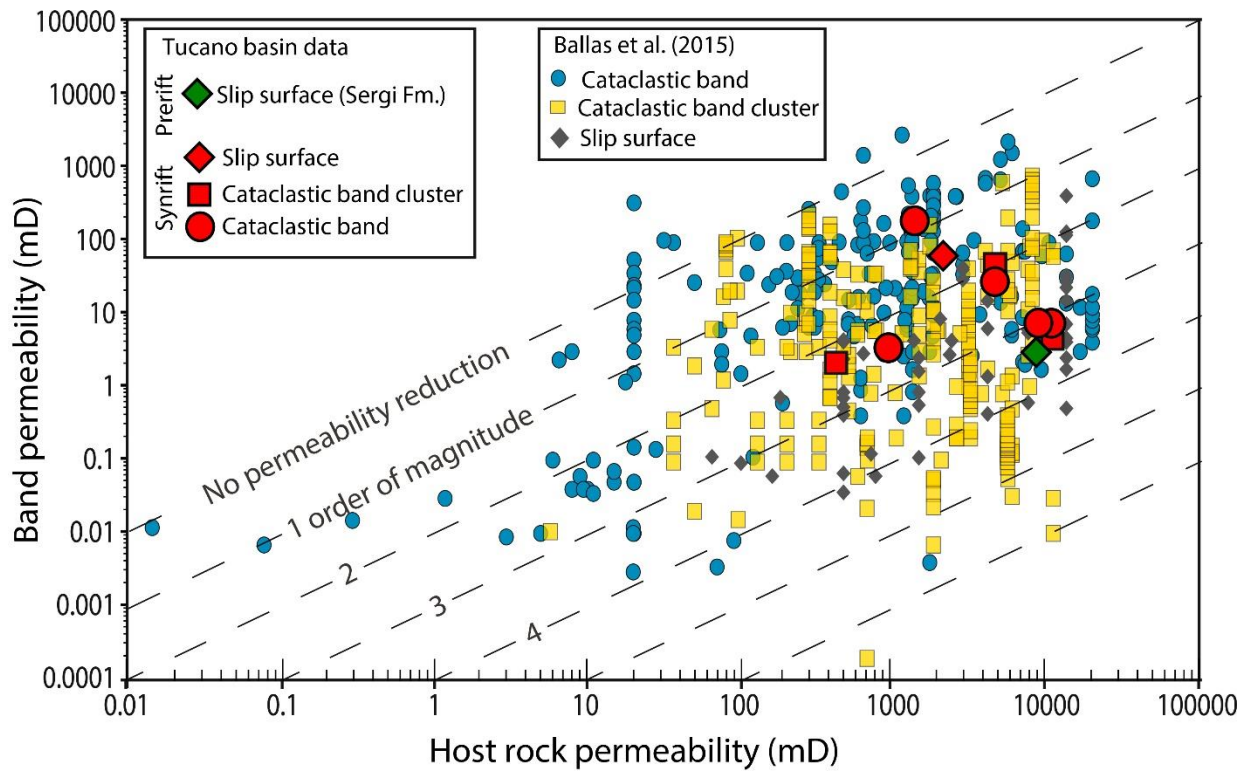 100000
10000
1000
100
10
1
0.1
0.01
0.001
0.0001
Band permeability (mD)
Tucano basin data
Prerift
Slip surface (Sergi Fm.)
Synrift
Slip surface
Cataclastic band cluster
Cataclastic band
Ballas et al. (2015)
Cataclastic band
Cataclastic band cluster
Slip surface
No permeability reduction
1 order of magnitude
2
3
4
0.01 0.1 1 10 100 1000 10000 100000
Host rock permeability (mD)